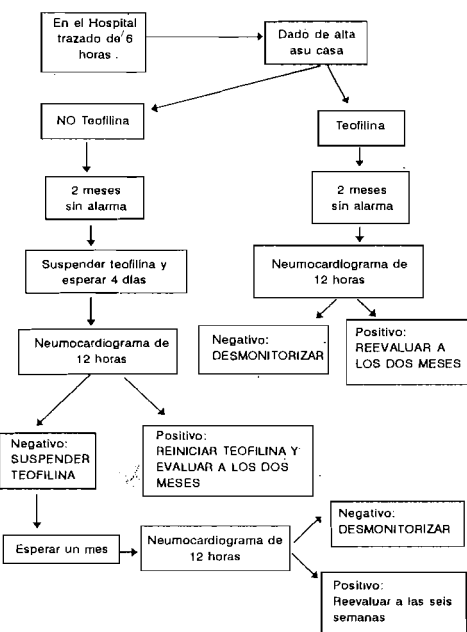 En el Hospital
trazado de 6
horas .
Dado de alta
asu casa
NO Teofilina
Teofilina
2 meses
sin alarma
2 meses
sin alarma
Suspender teofilina y
esperar 4 días
Neumocardiograma de
12 horas
Neumocardiograma de
12 horas
Negativo:
DESMONITORIZAR
Positivo:
REEVALUAR A
LOS DOS MESES
Negativo:
SUSPENDER
TEOFILINA
Positivo:
REINICIAR TEOFILINA Y
EVALUAR A LOS DOS
MESES
Esperar un mes
Neumocardiograma de
12 horas
Negativo:
DESMONITORIZAR
Positivo:
Reevaluar a las seis
semanas